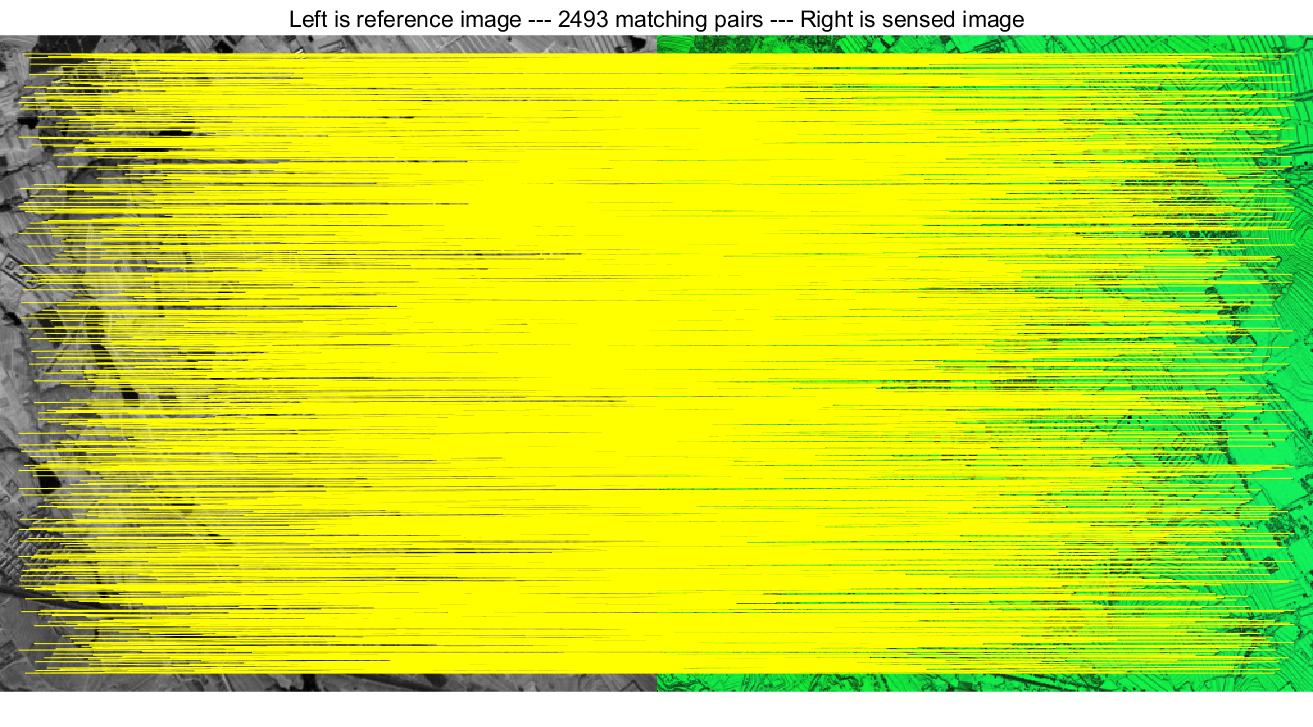 Left is reference image --- 2493 matching pairs --- Right is sensed image